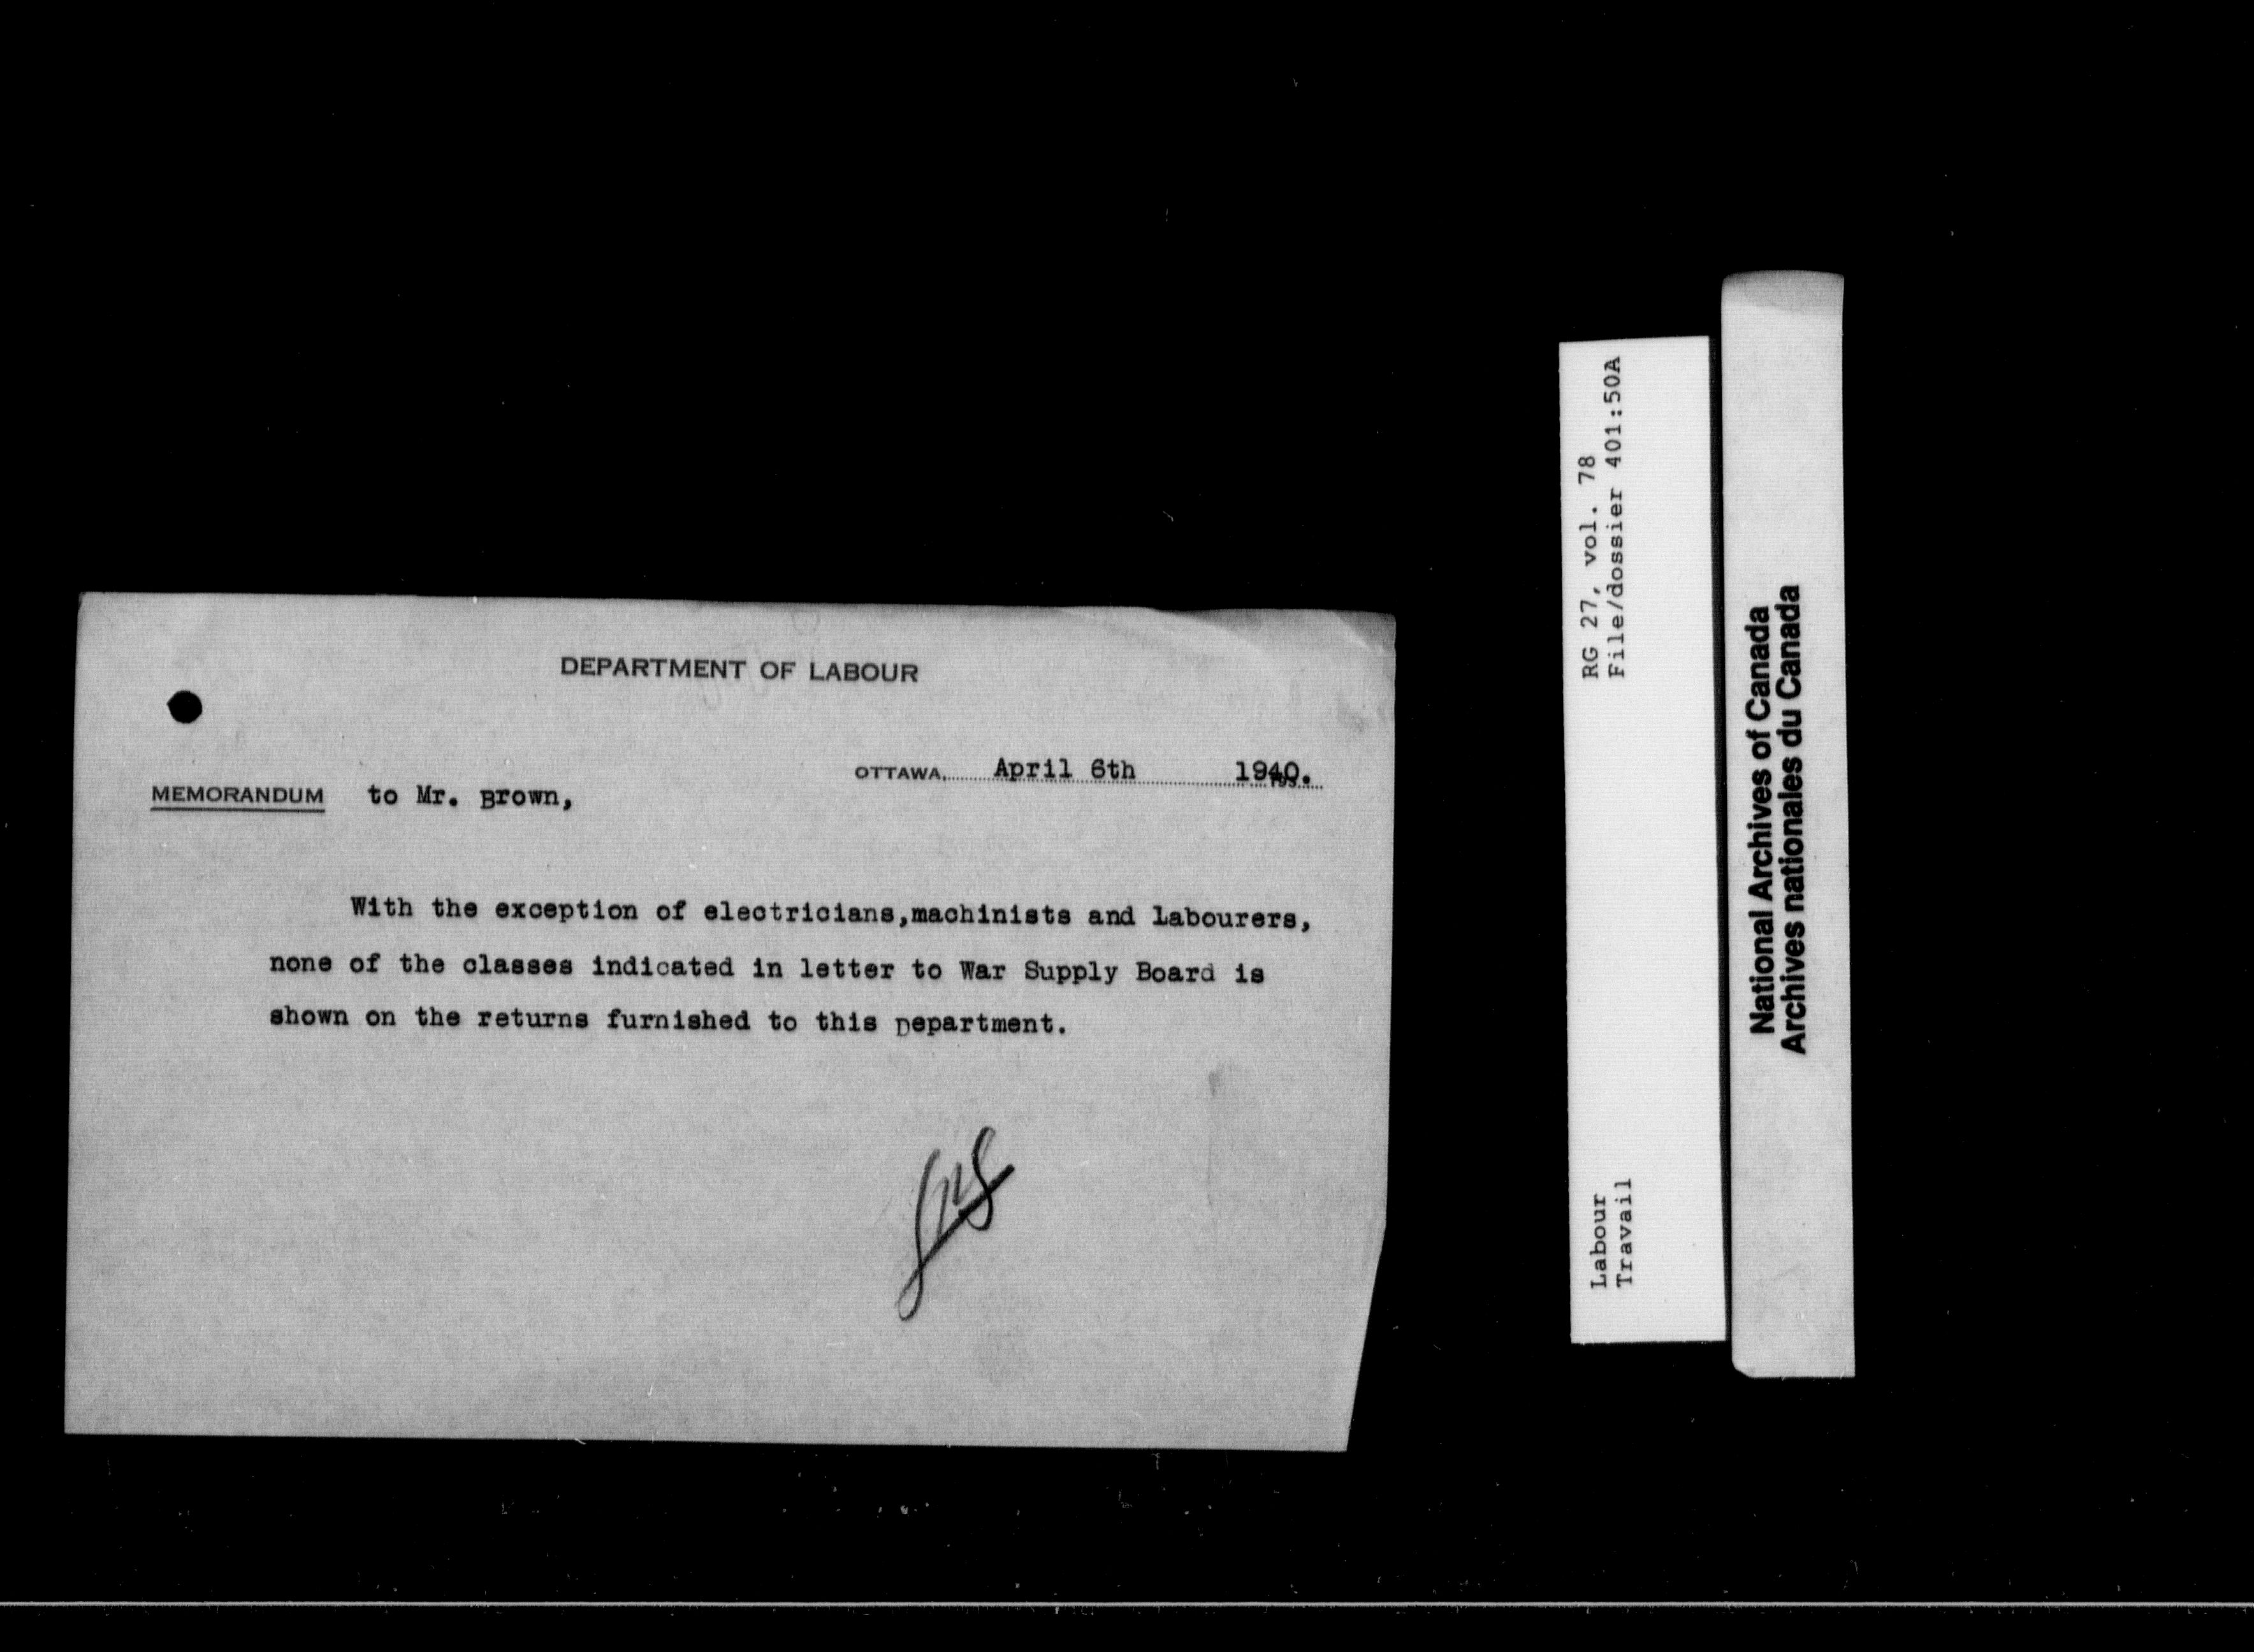 DEPARTMENT OF LABOUR
OTTAWA, April 6th 1940.
MEMORANDUM to Mr. Brown,
With the exception of electricians,machinists and Labourers,
none of the classes indicated in letter to War Supply Board is
shown on the returns furnished to this Department.
RG 27, vol. 78
File/dossier 401:50A
Labour
Travail
National Archives of Canada
Archives nationales du Canada